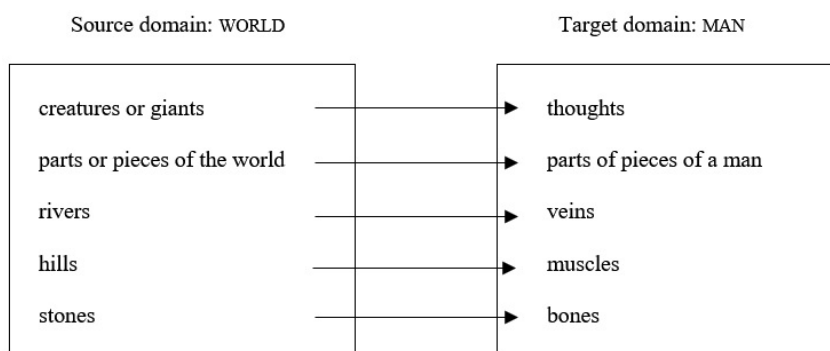 Source domain: WORLD Target domain: MAN
creatures or giants thoughts
parts or pieces of the world parts of pieces of a man
rivers veins
hills muscles
stones bones